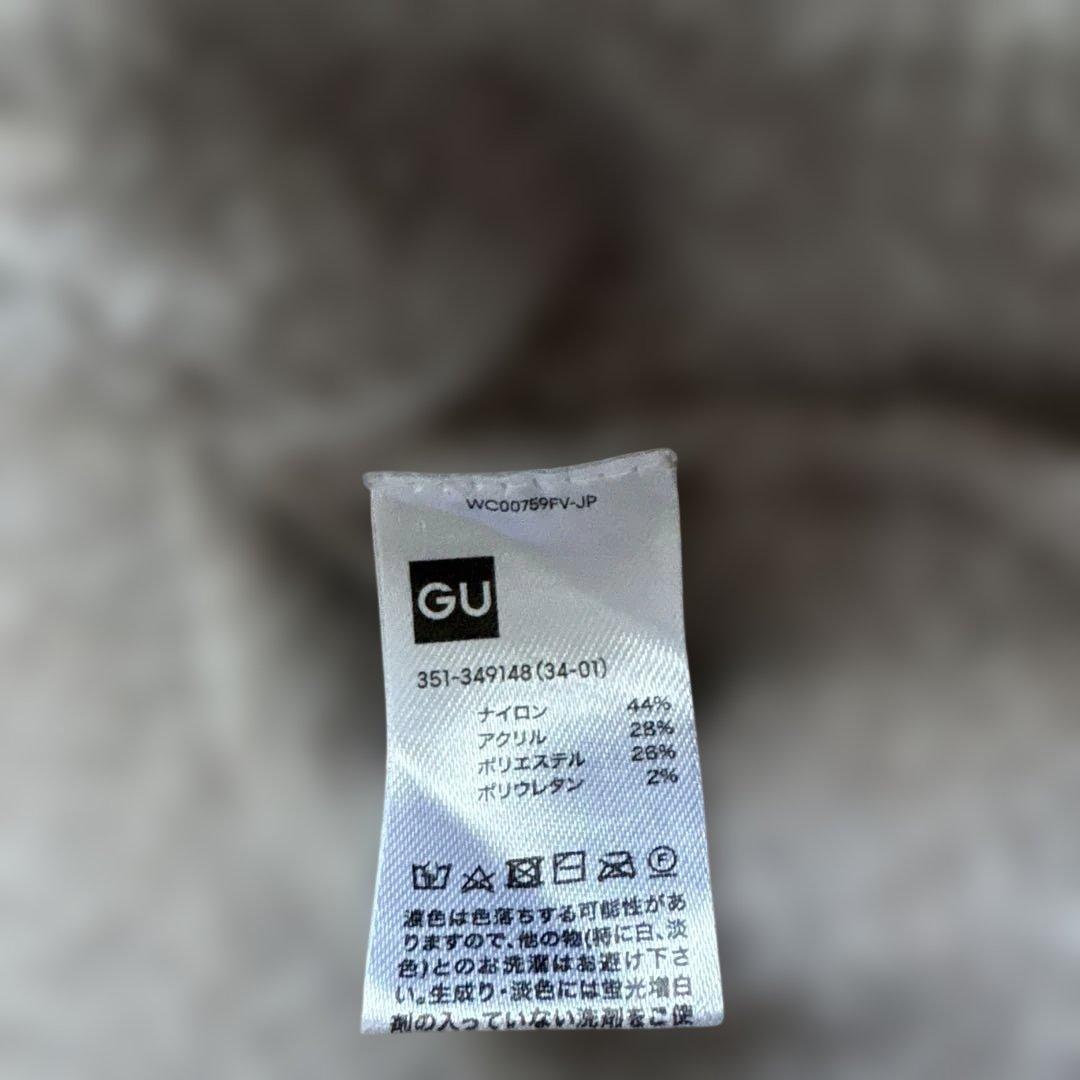 WC00759FV-JP
GU
351-349148(34-01)
ナイロン 44%
アクリル 28%
ポリエステル 26%
ポリウレタン 2%
F
濃色は色落ちする可能性があ
りますので、他の物(特に白、淡
色)とのお洗濯はお避け下さ
い。生成り・淡色には蛍光増白
剤の入っていない洗剤をご使